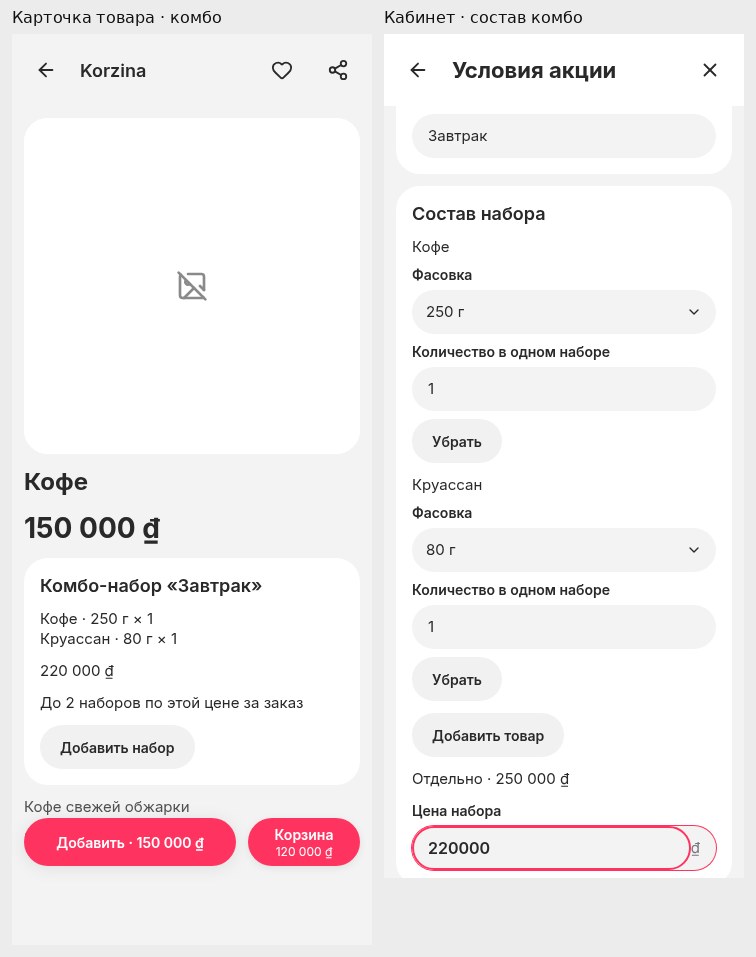 Карточка товара · комбо
Korzina
Кофе
150 000 ₫
Комбо-набор «Завтрак»
Кофе · 250 г × 1
Круассан · 80 г × 1
220 000 ₫
До 2 наборов по этой цене за заказ
Добавить набор
Кофе свежей обжарки
Добавить · 150 000 ₫
Корзина
120 000 ₫
Кабинет · состав комбо
Условия акции
Завтрак
Состав набора
Кофе
Фасовка
250 г
Количество в одном наборе
1
Убрать
Круассан
Фасовка
80 г
Количество в одном наборе
1
Убрать
Добавить товар
Отдельно · 250 000 ₫
Цена набора
220000 ₫